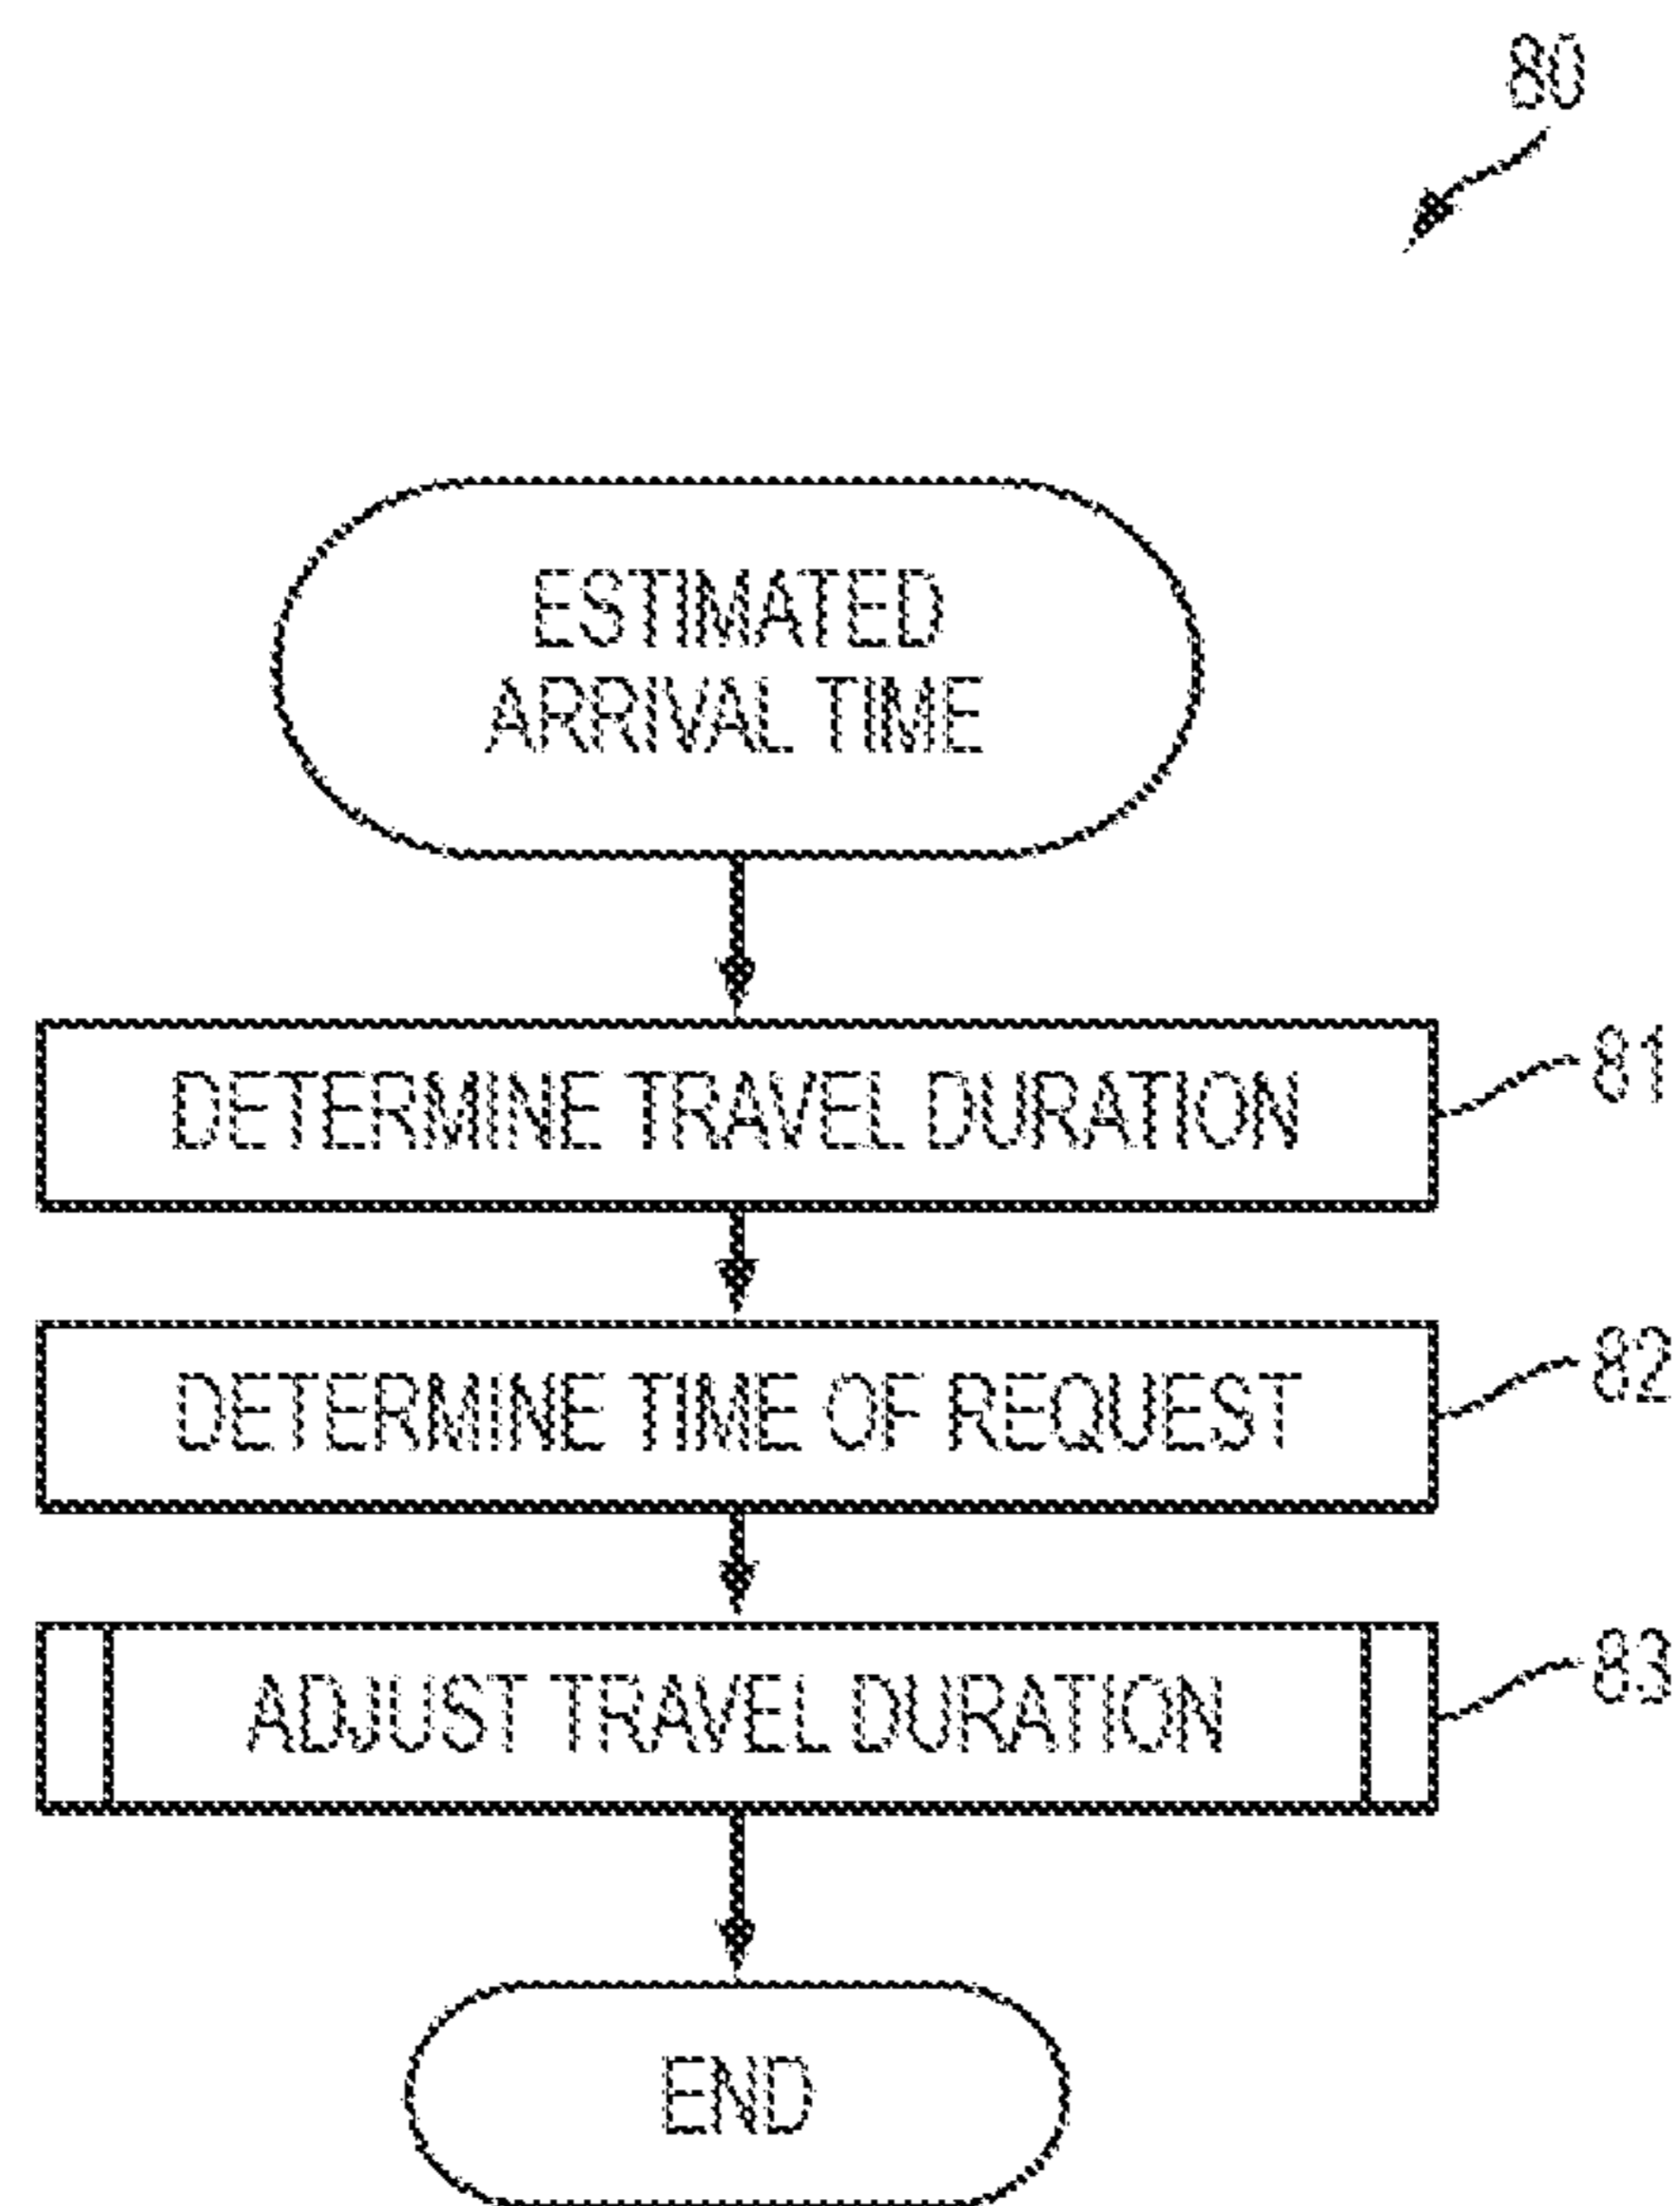 80
ESTIMATED
ARRIVAL TIME
DETERMINE TRAVEL DURATION
81
DETERMINE TIME OF REQUEST
82
ADJUST TRAVEL DURATION
83
END